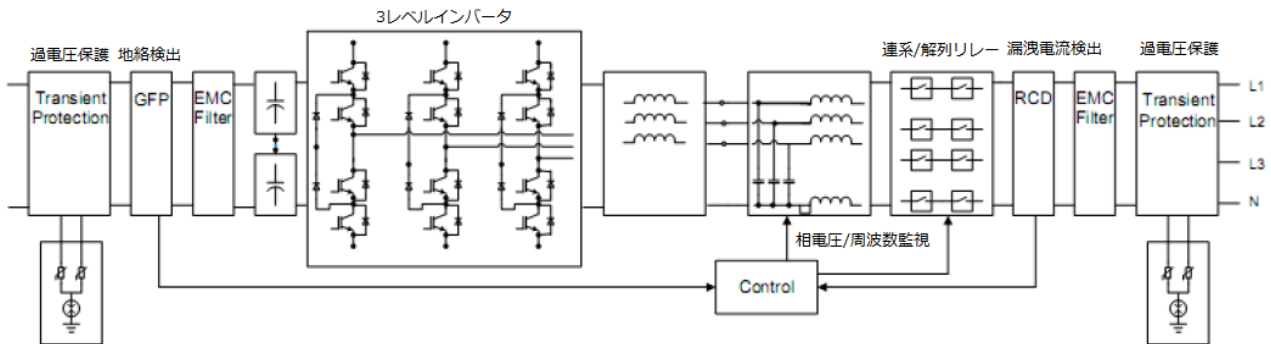 3レベルインバータ
過電圧保護
地絡検出
連系/解列リレー
漏洩電流検出
過電圧保護
Transient
Protection
GFP
EMC
Filter
RCD
EMC
Filter
Transient
Protection
L1
L2
L3
N
相電圧/周波数監視
Control